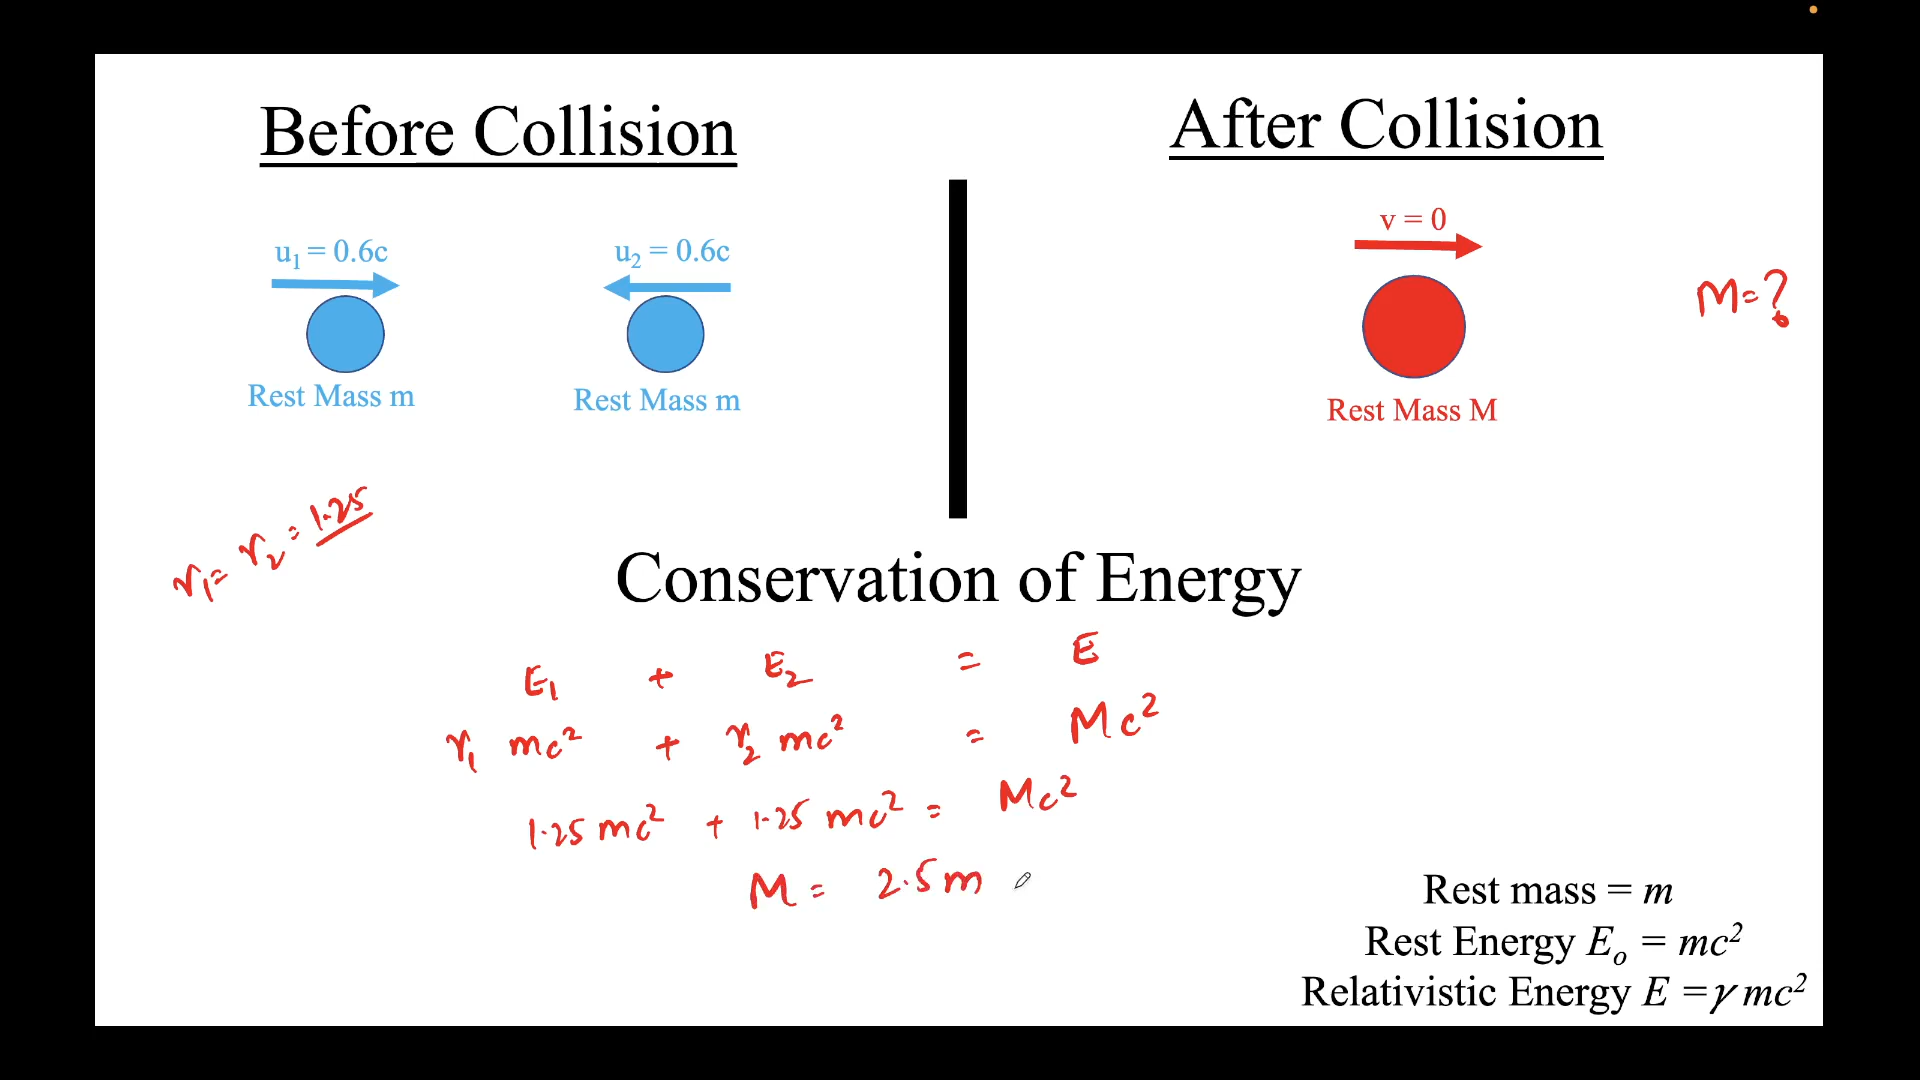 Before Collision
After Collision
u₁ = 0.6c
u₂ = 0.6c
v = 0
M = ?
Rest Mass m
Rest Mass m
Rest Mass M
γ₁ = γ₂ = 1.25
Conservation of Energy
E₁ + E₂ = E
γ₁ mc² + γ₂ mc² = Mc²
1.25 mc² + 1.25 mc² = Mc²
M = 2.5m
Rest mass = m
Rest Energy Eₒ = mc²
Relativistic Energy E = γ mc²